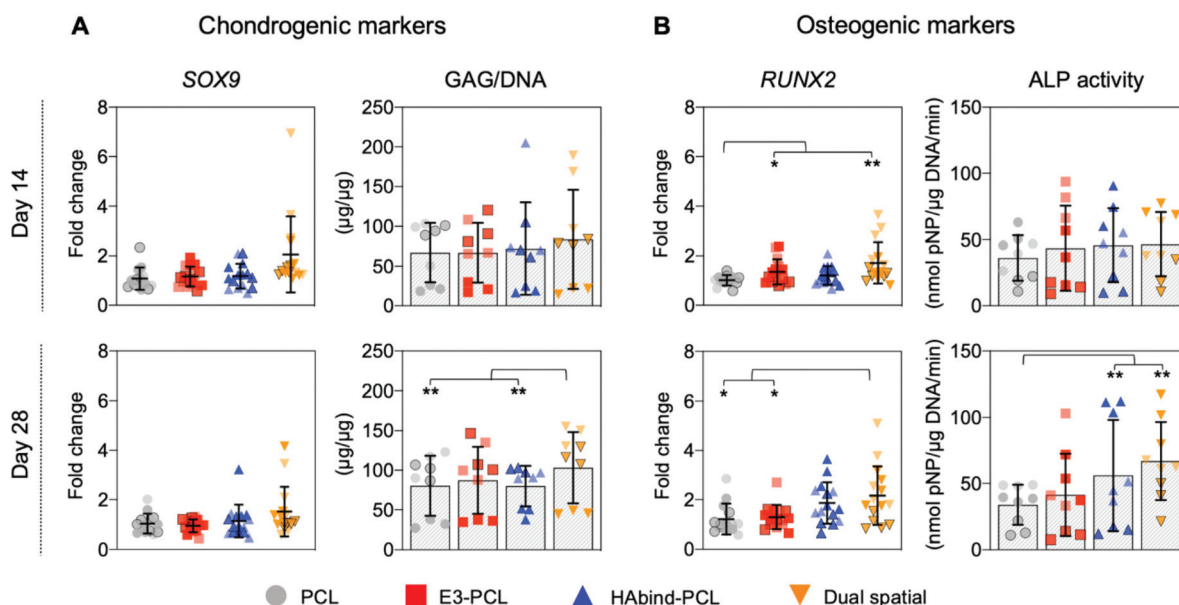 A Chondrogenic markers
B Osteogenic markers
SOX9
GAG/DNA
RUNX2
ALP activity
Day 14
Fold change
8
6
4
2
0
(µg/µg)
250
200
150
100
50
0
Fold change
8
6
4
2
0
* **
(nmol pNP/µg DNA/min)
150
100
50
0
Day 28
Fold change
8
6
4
2
0
(µg/µg)
250
200
150
100
50
0
** **
Fold change
8
6
4
2
0
* *
(nmol pNP/µg DNA/min)
150
100
50
0
** **
PCL E3-PCL HAbind-PCL Dual spatial